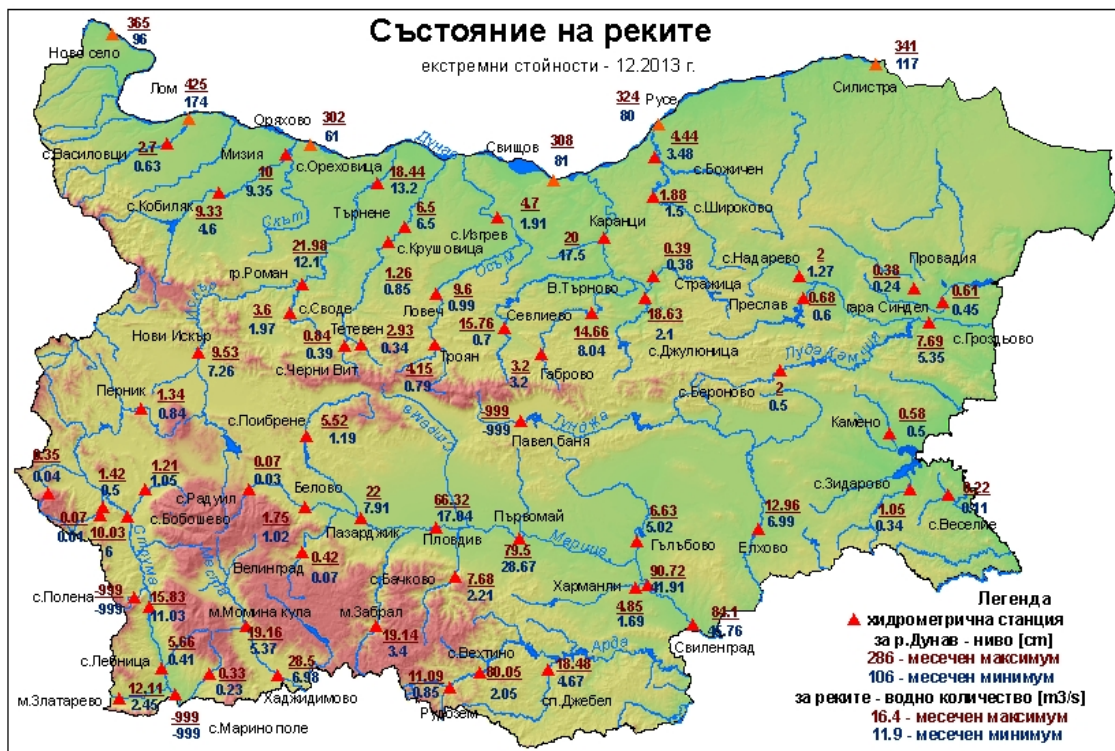 Състояние на реките
екстремни стойности - 12.2013 г.
365
96
Ново село
425
174
Лом
302
61
Оряхово
Дунав
308
81
Свищов
324
80
Русе
341
117
Силистра
2.7
0.63
с.Василовци
Мизия
10
9.35
с.Ореховица
18.44
13.2
4.44
3.48
с.Божичен
с.Кобиляк
9.33
4.6
Скът
Търнене
6.5
6.5
с.Крушовица
1.26
0.85
с.Изгрев
4.7
1.91
Осъм
Каранци
20
17.5
1.88
1.5
с.Широково
21.98
12.1
гр.Роман
Искър
3.6
1.97
с.Своде
9.6
0.99
Ловеч
В.Търново
0.39
0.38
Стражица
с.Надарево
2
1.27
Преслав
0.68
0.6
0.38
0.24
Провадия
0.61
0.45
гара Синдел
7.69
5.35
с.Гроздьово
Нови Искър
9.53
7.26
0.84
0.39
Тетевен
2.93
0.34
с.Черни Вит
4.15
0.79
Троян
15.76
0.7
Севлиево
14.66
8.04
18.63
2.1
с.Джулюница
3.2
3.2
Габрово
Луда Камчия
с.Бероново
2
0.5
Перник
1.34
0.84
с.Поибрене
5.52
1.19
-999
-999
Павел баня
Тунджа
Камено
0.58
0.5
0.35
0.04
1.42
0.5
1.21
1.05
с.Радуил
0.07
0.03
Белово
22
7.91
66.32
17.84
Първомай
6.63
5.02
12.96
6.99
с.Зидарово
1.05
0.34
0.22
0.11
с.Веселие
0.07
0.01
10.03
6
с.Бобошево
1.75
1.02
Пазарджик
Пловдив
79.5
28.67
Марица
Гълъбово
Елхово
Струма
Места
Велинград
0.42
0.07
с.Бачково
7.68
2.21
Харманли
90.72
41.91
4.85
1.69
84.1
45.76
Свиленград
с.Полена
-999
-999
15.83
11.03
м.Момина кула
19.16
5.37
м.Забрал
19.14
3.4
с.Вехтино
80.05
2.05
Арда
18.48
4.67
сп.Джебел
с.Лебница
5.66
0.41
0.33
0.23
28.5
6.98
Хаджидимово
11.09
0.85
Рудозем
м.Златарево
12.11
2.45
-999
-999
с.Марино поле
Легенда
хидрометрична станция
за р.Дунав - ниво [cm]
286 - месечен максимум
106 - месечен минимум
за реките - водно количество [m3/s]
16.4 - месечен максимум
11.9 - месечен минимум